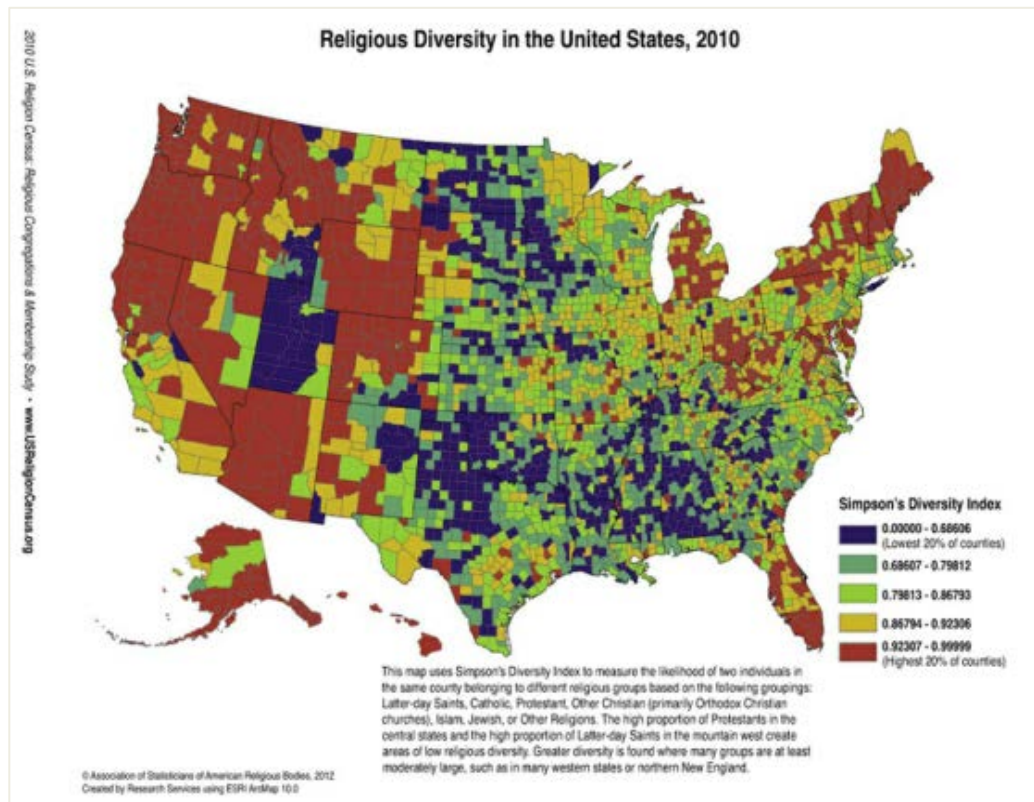 Religious Diversity in the United States, 2010
2010 U.S. Religion Census: Religious Congregations & Membership Study • www.USReligionCensus.org
Simpson's Diversity Index
0.00000 - 0.68606
(Lowest 20% of counties)
0.68607 - 0.79812
0.79813 - 0.86793
0.86794 - 0.92306
0.92307 - 0.99999
(Highest 20% of counties)
This map uses Simpson's Diversity Index to measure the likelihood of two individuals in
the same county belonging to different religious groups based on the following groupings:
Latter-day Saints, Catholic, Protestant, Other Christian (primarily Orthodox Christian
churches), Islam, Jewish, or Other Religions. The high proportion of Protestants in the
central states and the high proportion of Latter-day Saints in the mountain west create
areas of low religious diversity. Greater diversity is found where many groups are at least
moderately large, such as in many western states or northern New England.
© Association of Statisticians of American Religious Bodies, 2012
Created by Research Services using ESRI ArcMap 10.0